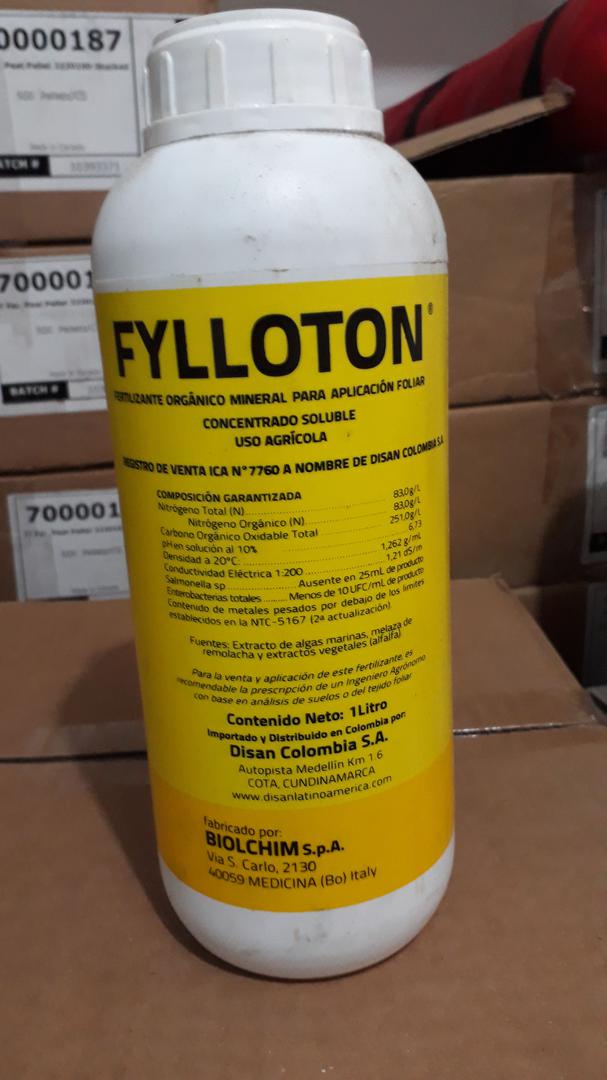 0000187
BATCH #
700001
BATCH #
700001
FYLLOTON®
FERTILIZANTE ORGÁNICO MINERAL PARA APLICACIÓN FOLIAR
CONCENTRADO SOLUBLE
USO AGRÍCOLA
REGISTRO DE VENTA ICA N° 7760 A NOMBRE DE DISAN COLOMBIA S.A.
COMPOSICIÓN GARANTIZADA
Nitrógeno Total (N) 83,0g/L
Nitrógeno Orgánico (N) 83,0g/L
Carbono Orgánico Oxidable Total 251,0g/L
pH en solución al 10% 6,73
Densidad a 20°C: 1,262 g/mL
Conductividad Eléctrica 1:200 1,21 dS/m
Salmonella sp Ausente en 25mL de producto
Enterobacterias totales Menos de 10 UFC/mL de producto
Contenido de metales pesados por debajo de los limites
establecidos en la NTC-5167 (2ª actualización)
Fuentes: Extracto de algas marinas, melaza de
remolacha y extractos vegetales (alfalfa).
Para la venta y aplicación de este fertilizante, es
recomendable la prescripción de un Ingeniero Agrónomo
con base en análisis de suelos o del tejido foliar
Contenido Neto: 1 Litro
Importado y Distribuido en Colombia por:
Disan Colombia S.A.
Autopista Medellín Km 1.6
COTA, CUNDINAMARCA
www.disanlatinoamerica.com
fabricado por:
BIOLCHIM S.p.A.
Via S. Carlo, 2130
40059 MEDICINA (Bo) Italy